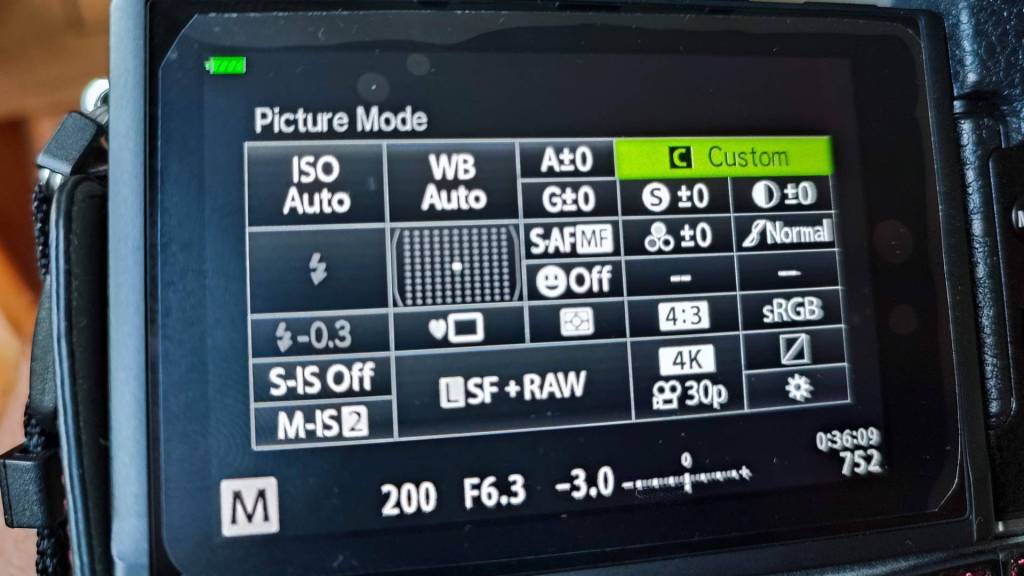 Picture Mode
ISO Auto
WB Auto
A±0
C Custom
G±0
S ±0
±0
S-AF MF
±0
Normal
Off
--
--
-0.3
4:3
sRGB
S-IS Off
L SF+RAW
4K
30p
M-IS 2
M
200 F6.3 -3.0
0
+
0:36:09
752